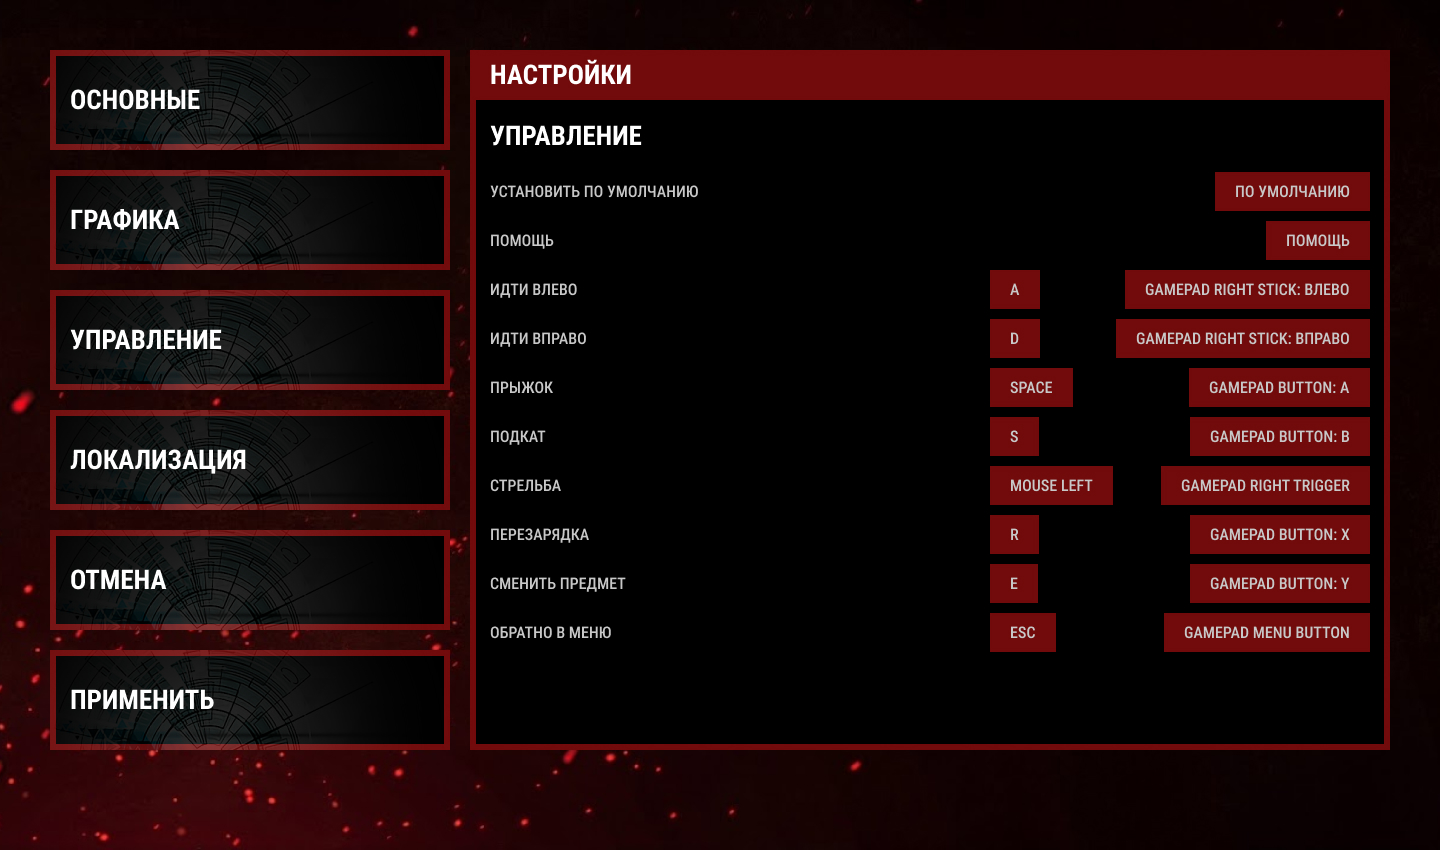 ОСНОВНЫЕ
ГРАФИКА
УПРАВЛЕНИЕ
ЛОКАЛИЗАЦИЯ
ОТМЕНА
ПРИМЕНИТЬ
НАСТРОЙКИ
УПРАВЛЕНИЕ
УСТАНОВИТЬ ПО УМОЛЧАНИЮ ПО УМОЛЧАНИЮ
ПОМОЩЬ ПОМОЩЬ
ИДТИ ВЛЕВО A GAMEPAD RIGHT STICK: ВЛЕВО
ИДТИ ВПРАВО D GAMEPAD RIGHT STICK: ВПРАВО
ПРЫЖОК SPACE GAMEPAD BUTTON: A
ПОДКАТ S GAMEPAD BUTTON: B
СТРЕЛЬБА MOUSE LEFT GAMEPAD RIGHT TRIGGER
ПЕРЕЗАРЯДКА R GAMEPAD BUTTON: X
СМЕНИТЬ ПРЕДМЕТ E GAMEPAD BUTTON: Y
ОБРАТНО В МЕНЮ ESC GAMEPAD MENU BUTTON